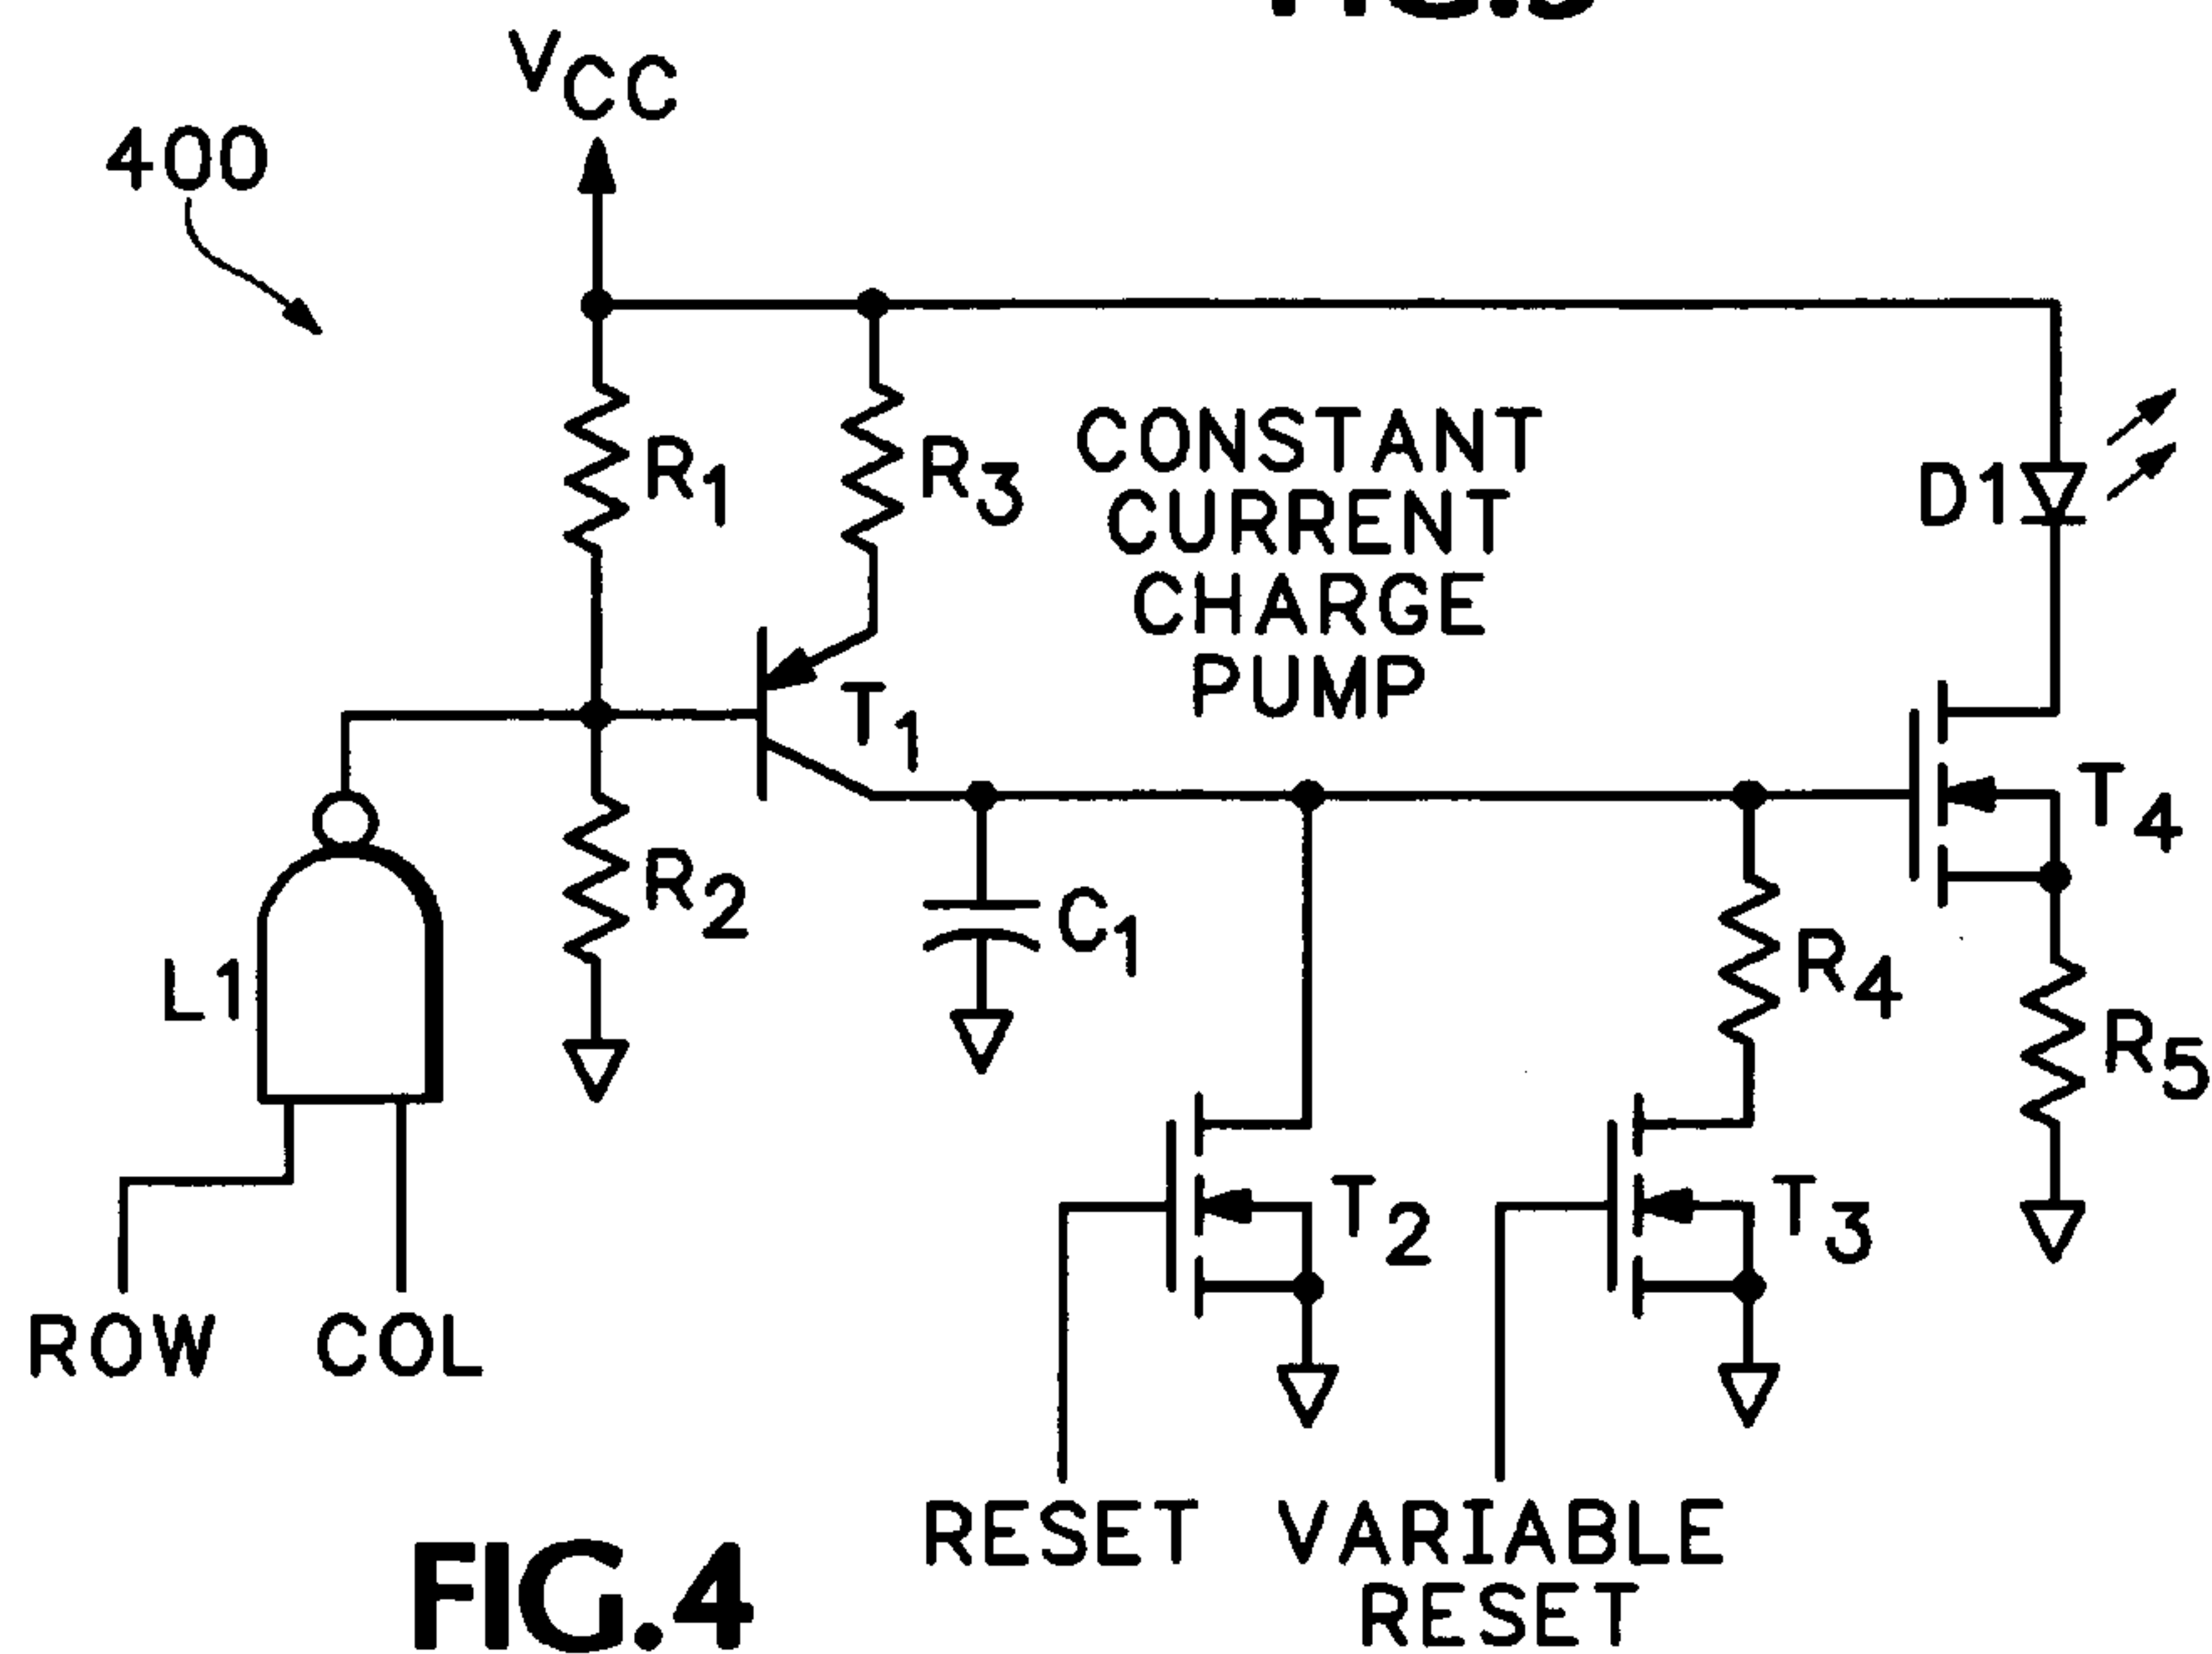 V_CC
400
R1
R3
CONSTANT
CURRENT
CHARGE
PUMP
D1
T1
T4
R2
C1
R4
L1
R5
T2
T3
ROW COL
RESET VARIABLE
RESET
FIG.4